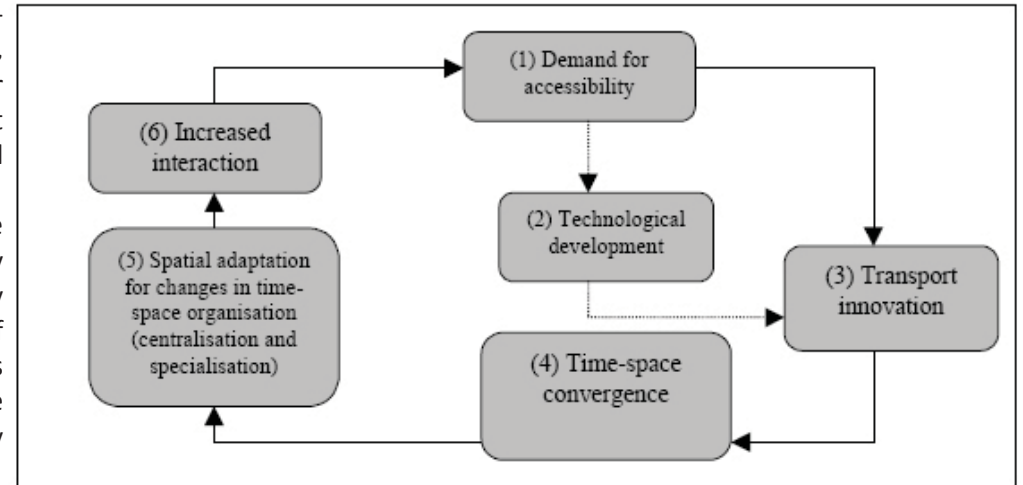 (1) Demand for
accessibility
(2) Technological
development
(3) Transport
innovation
(4) Time-space
convergence
(5) Spatial adaptation
for changes in time-
space organisation
(centralisation and
specialisation)
(6) Increased
interaction